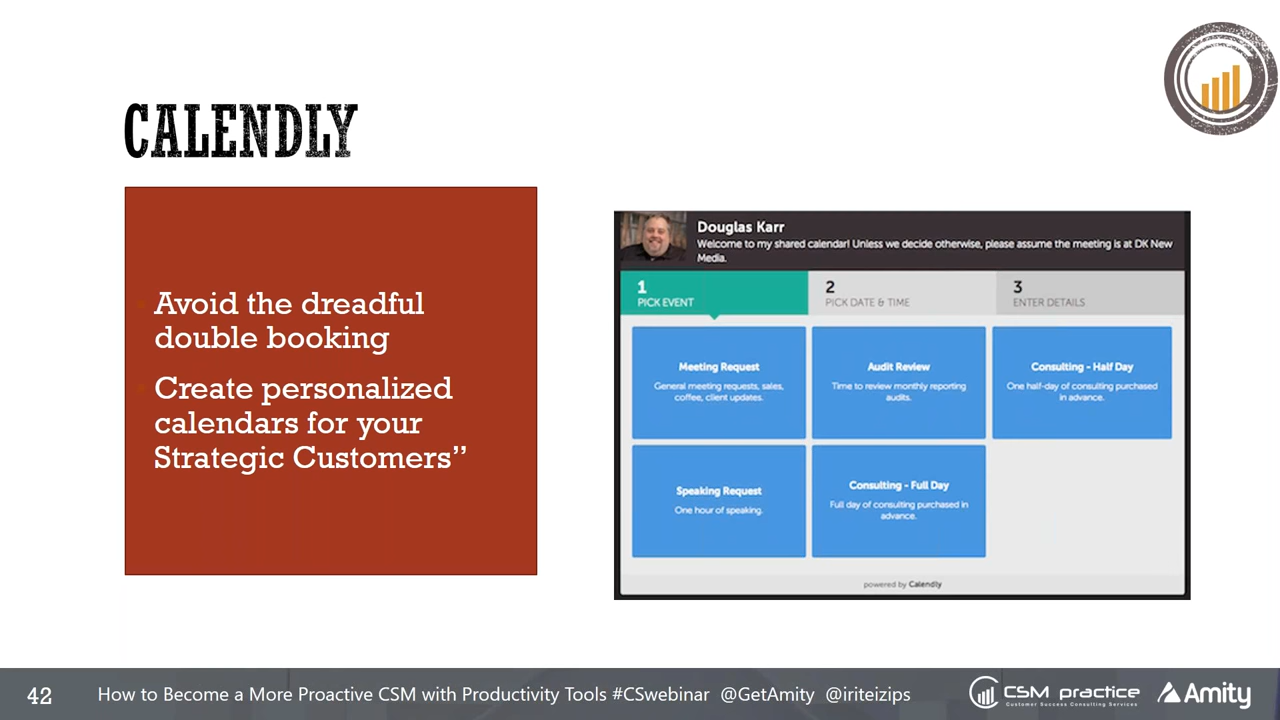 CALENDLY
Avoid the dreadful
double booking
Create personalized
calendars for your
Strategic Customers”
Douglas Karr
Welcome to my shared calendar! Unless we decide otherwise, please assume the meeting is at DK New
Media.
1
PICK EVENT
2
PICK DATE & TIME
3
ENTER DETAILS
Meeting Request
General meeting requests, sales,
coffee, client updates.
Audit Review
Time to review monthly reporting
audits.
Consulting - Half Day
One half-day of consulting purchased
in advance.
Speaking Request
One hour of speaking.
Consulting - Full Day
Full day of consulting purchased in
advance.
powered by Calendly
42
How to Become a More Proactive CSM with Productivity Tools #CSwebinar @GetAmity @iriteizips
CSM practice
Customer Success Consulting Services
Amity